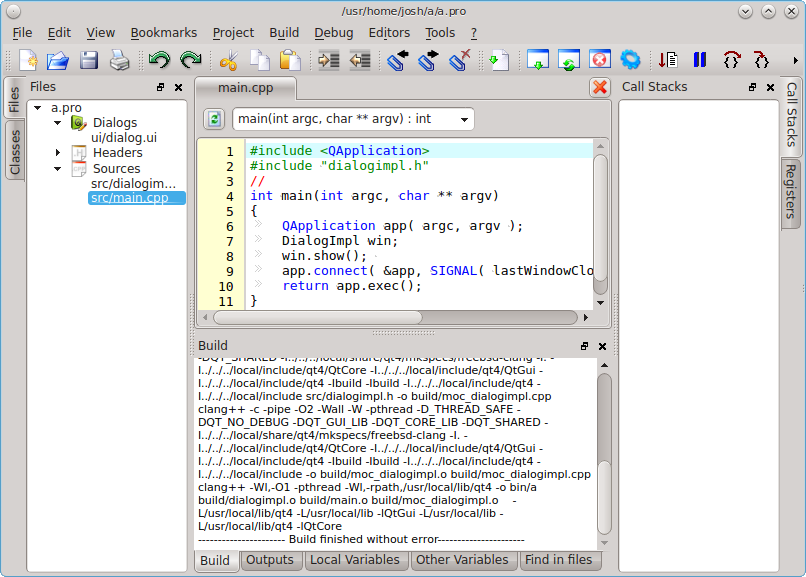 /usr/home/josh/a/a.pro
File Edit View Bookmarks Project Build Debug Editors Tools ?
Files
Classes
Files
a.pro
Dialogs
ui/dialog.ui
Headers
Sources
src/dialogim...
src/main.cpp
main.cpp
main(int argc, char ** argv) : int
1 #include <QApplication>
2 #include "dialogimpl.h"
3 //
4 int main(int argc, char ** argv)
5 {
6 QApplication app( argc, argv );
7 DialogImpl win;
8 win.show();
9 app.connect( &app, SIGNAL( lastWindowClo
10 return app.exec();
11 }
Build
-DQT_SHARED -I../../../local/share/qt4/mkspecs/freebsd-clang -I. -
I../../../local/include/qt4/QtCore -I../../../local/include/qt4/QtGui -
I../../../local/include/qt4 -Ibuild -Ibuild -I../../../local/include/qt4 -
I../../../local/include src/dialogimpl.h -o build/moc_dialogimpl.cpp
clang++ -c -pipe -O2 -Wall -W -pthread -D_THREAD_SAFE -
DQT_NO_DEBUG -DQT_GUI_LIB -DQT_CORE_LIB -DQT_SHARED -
I../../../local/share/qt4/mkspecs/freebsd-clang -I. -
I../../../local/include/qt4/QtCore -I../../../local/include/qt4/QtGui -
I../../../local/include/qt4 -Ibuild -Ibuild -I../../../local/include/qt4 -
I../../../local/include -o build/moc_dialogimpl.o build/moc_dialogimpl.cpp
clang++ -Wl,-O1 -pthread -Wl,-rpath,/usr/local/lib/qt4 -o bin/a
build/dialogimpl.o build/main.o build/moc_dialogimpl.o -
L/usr/local/lib/qt4 -L/usr/local/lib -lQtGui -L/usr/local/lib -
L/usr/local/lib/qt4 -lQtCore
--------------------- Build finished without error---------------------
Build Outputs Local Variables Other Variables Find in files
Call Stacks
Call Stacks
Registers